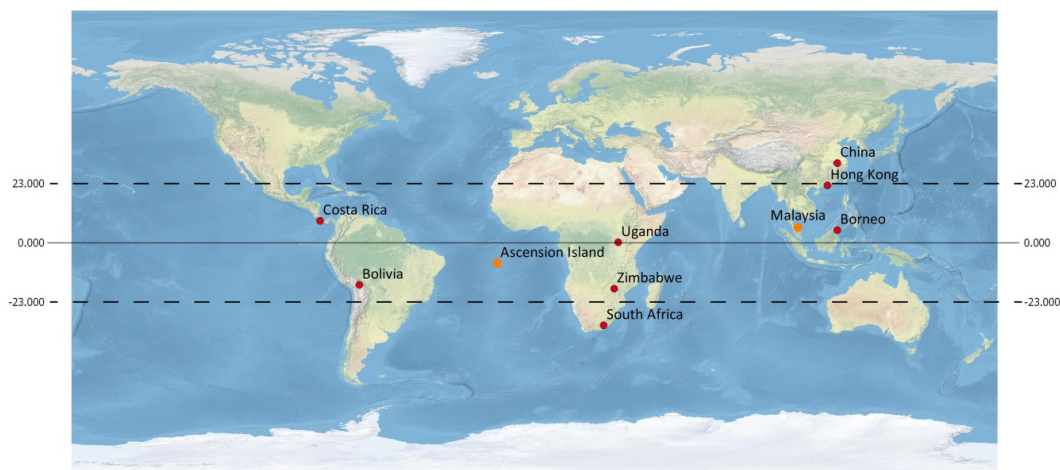 China
23.000
23.000
Hong Kong
Costa Rica
Malaysia
Borneo
Uganda
0.000
0.000
Ascension Island
Bolivia
Zimbabwe
-23.000
-23.000
South Africa